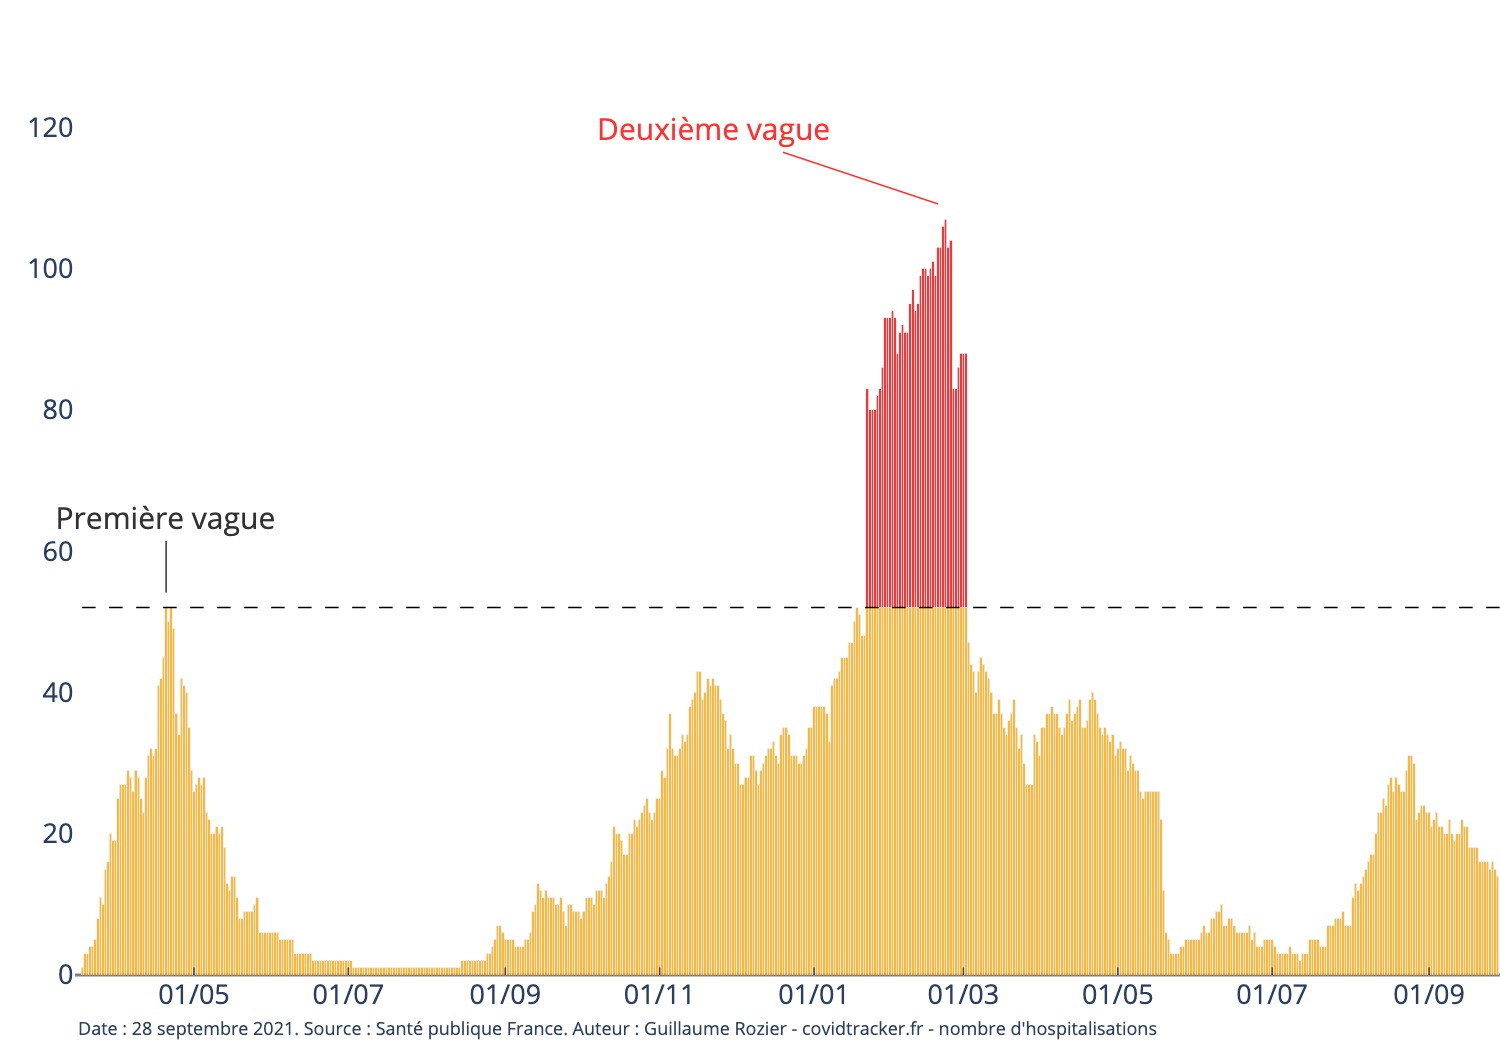 120
Deuxième vague
100
80
Première vague
60
40
20
0
01/05 01/07 01/09 01/11 01/01 01/03 01/05 01/07 01/09
Date : 28 septembre 2021. Source : Santé publique France. Auteur : Guillaume Rozier - covidtracker.fr - nombre d'hospitalisations